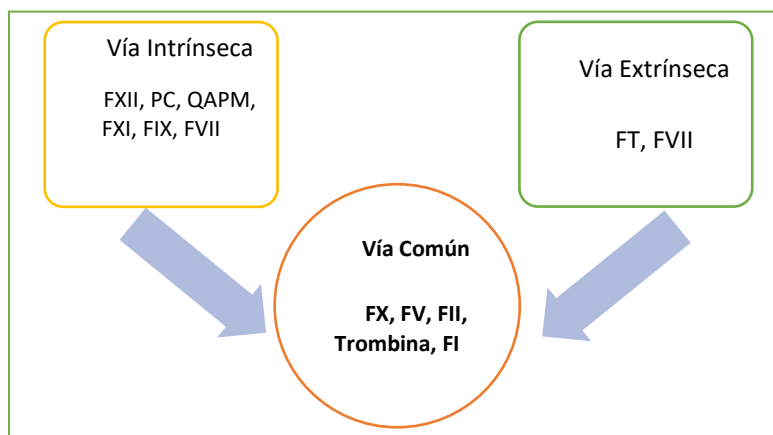 Vía Intrínseca
FXII, PC, QAPM,
FXI, FIX, FVII
Vía Extrínseca
FT, FVII
Vía Común
FX, FV, FII,
Trombina, FI